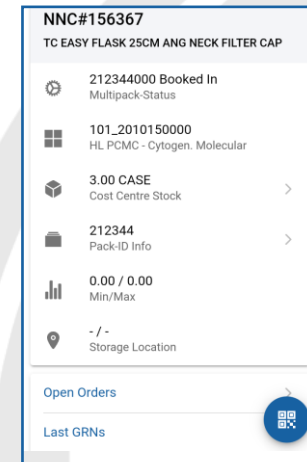 NNC#156367
TC EASY FLASK 25CM ANG NECK FILTER CAP
212344000 Booked In
Multipack-Status
101_2010150000
HL PCMC - Cytogen. Molecular
3.00 CASE
Cost Centre Stock
212344
Pack-ID Info
0.00 / 0.00
Min/Max
- / -
Storage Location
Open Orders
Last GRNs